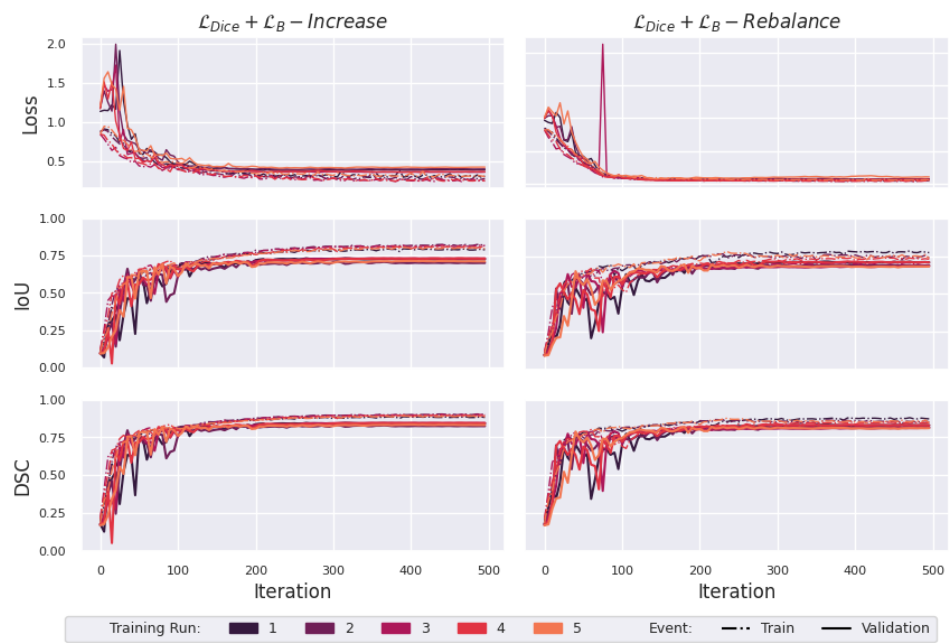 ℒ_Dice + ℒ_B − Increase
ℒ_Dice + ℒ_B − Rebalance
Loss
2.0
1.5
1.0
0.5
IoU
1.00
0.75
0.50
0.25
0.00
DSC
1.00
0.75
0.50
0.25
0.00
0 100 200 300 400 500
0 100 200 300 400 500
Iteration
Iteration
Training Run: 1 2 3 4 5 Event: Train Validation